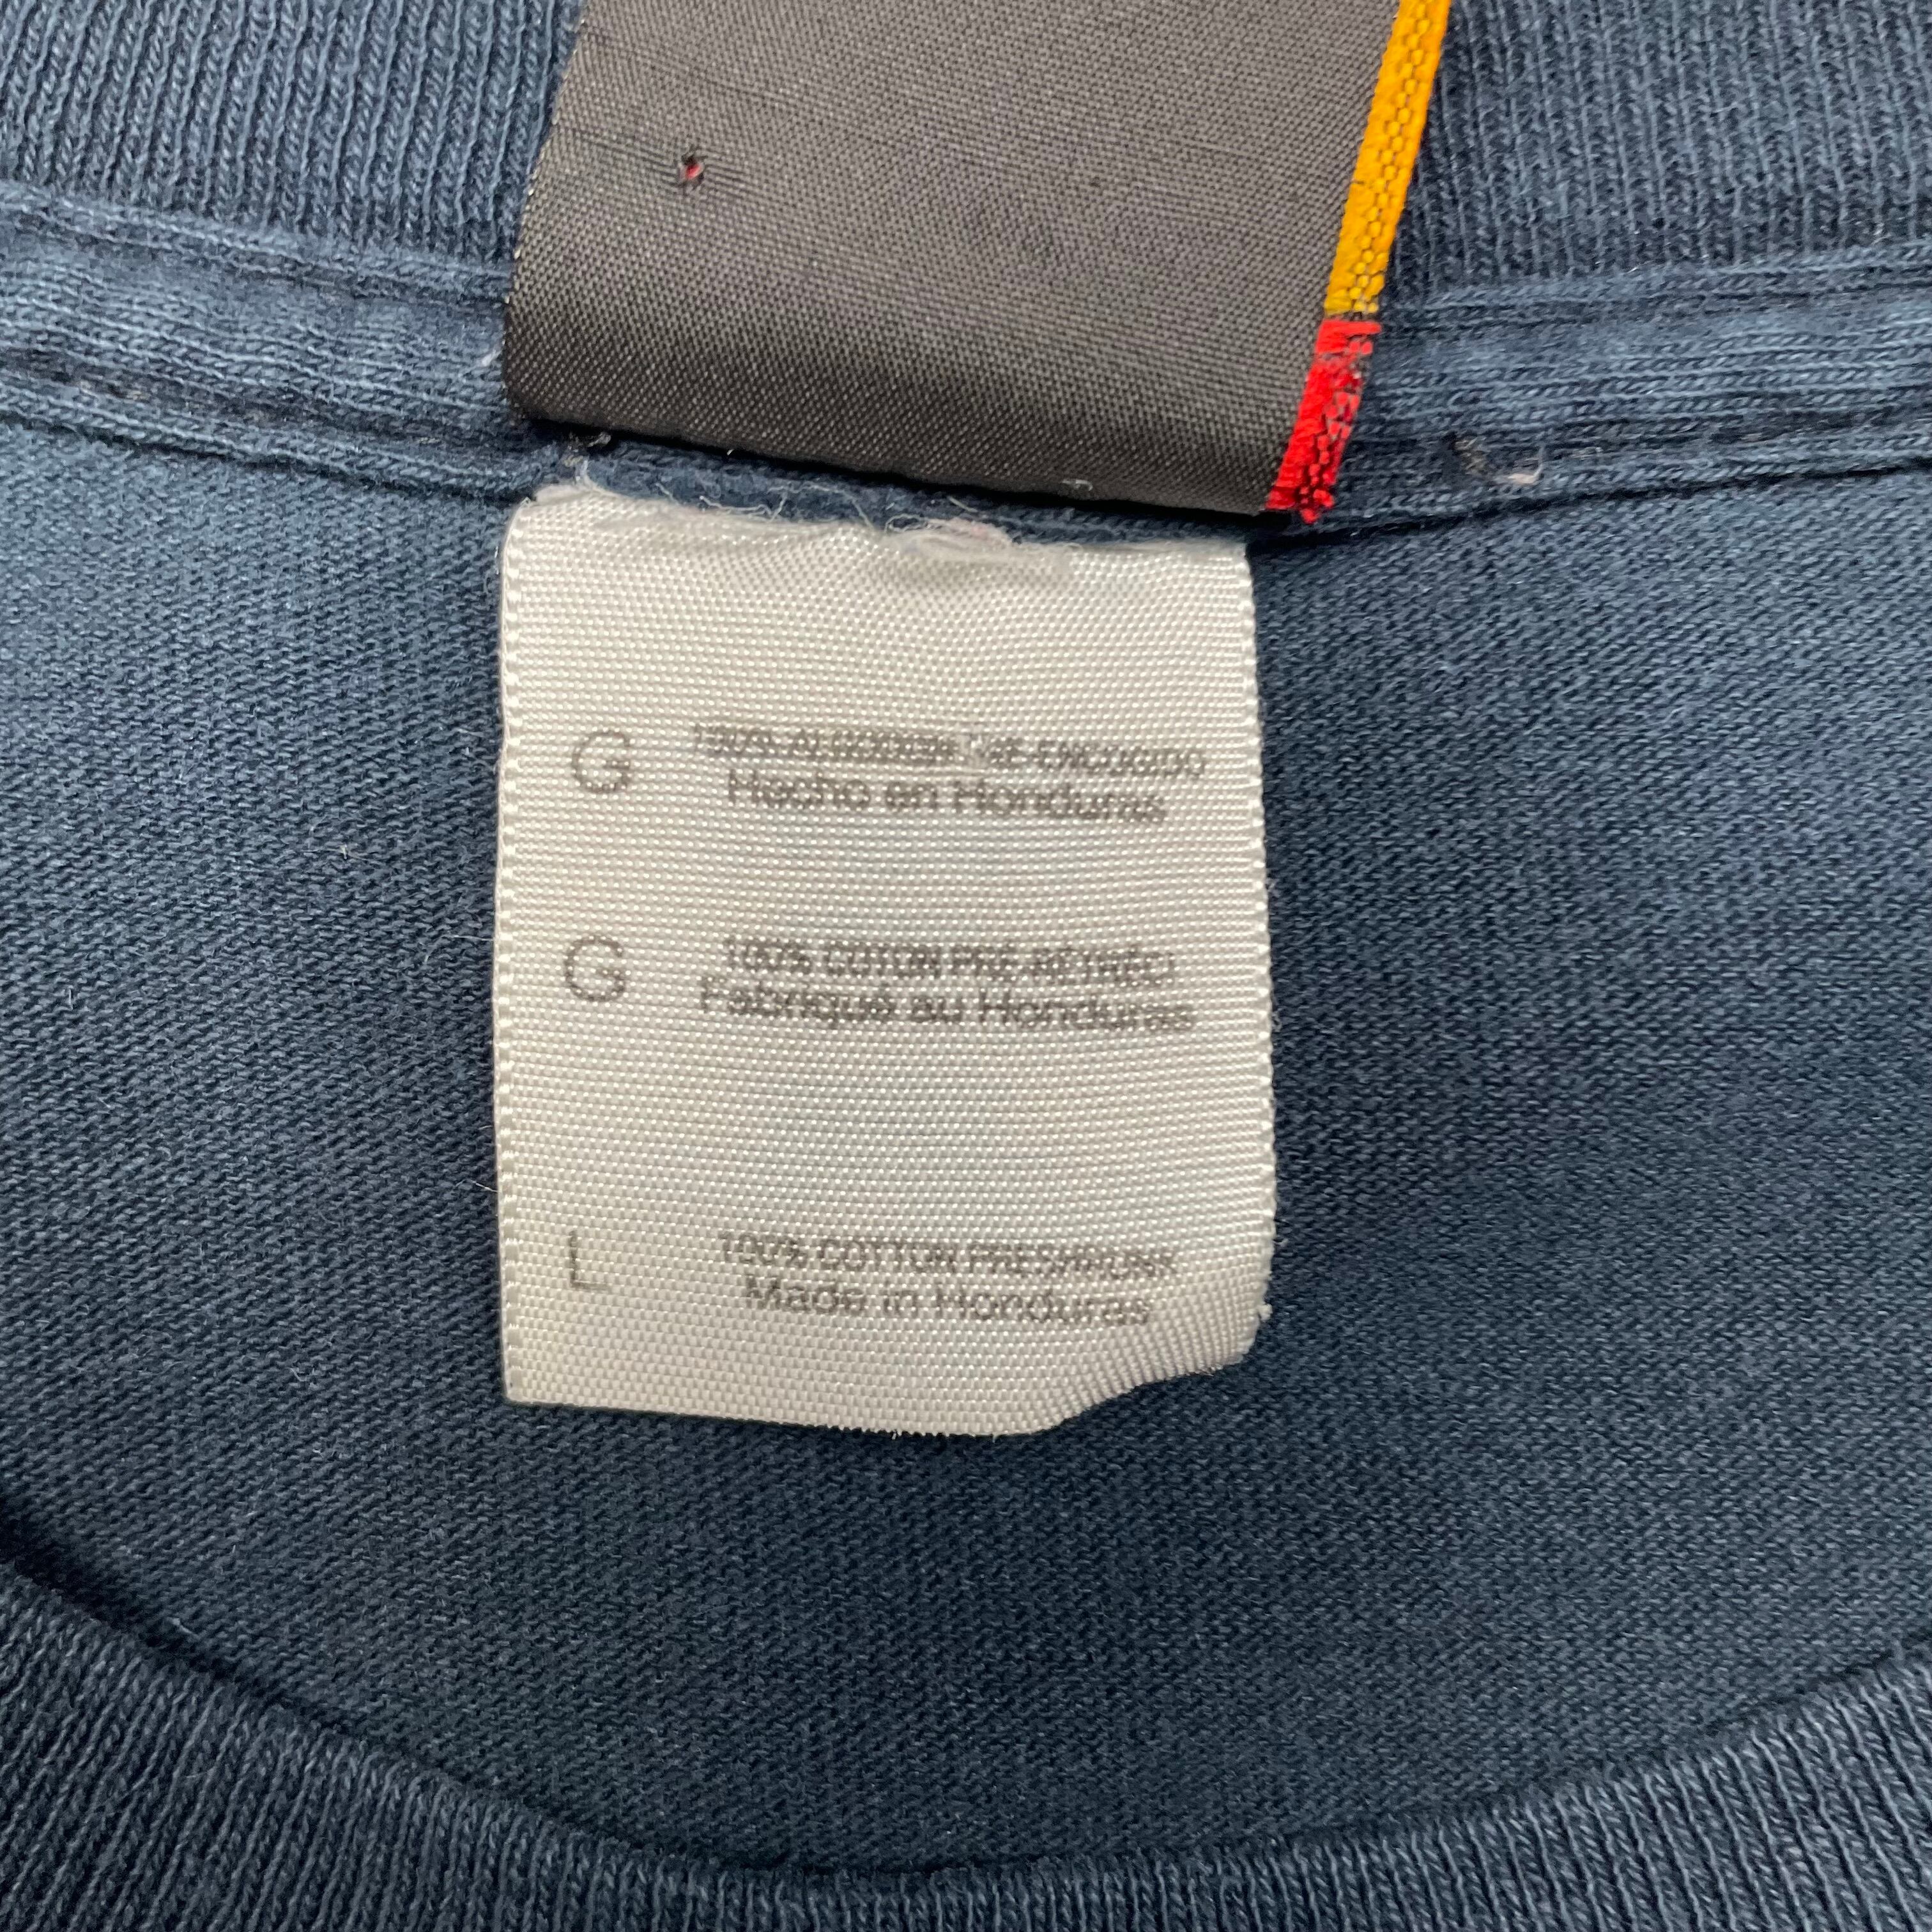 G 100% ALGODON PRE-ENCOGIDO
Hecho en Honduras
G 100% COTON PRÉ-RÉTRÉCI
Fabriqué au Honduras
L 100% COTTON PRESHRUNK
Made in Honduras